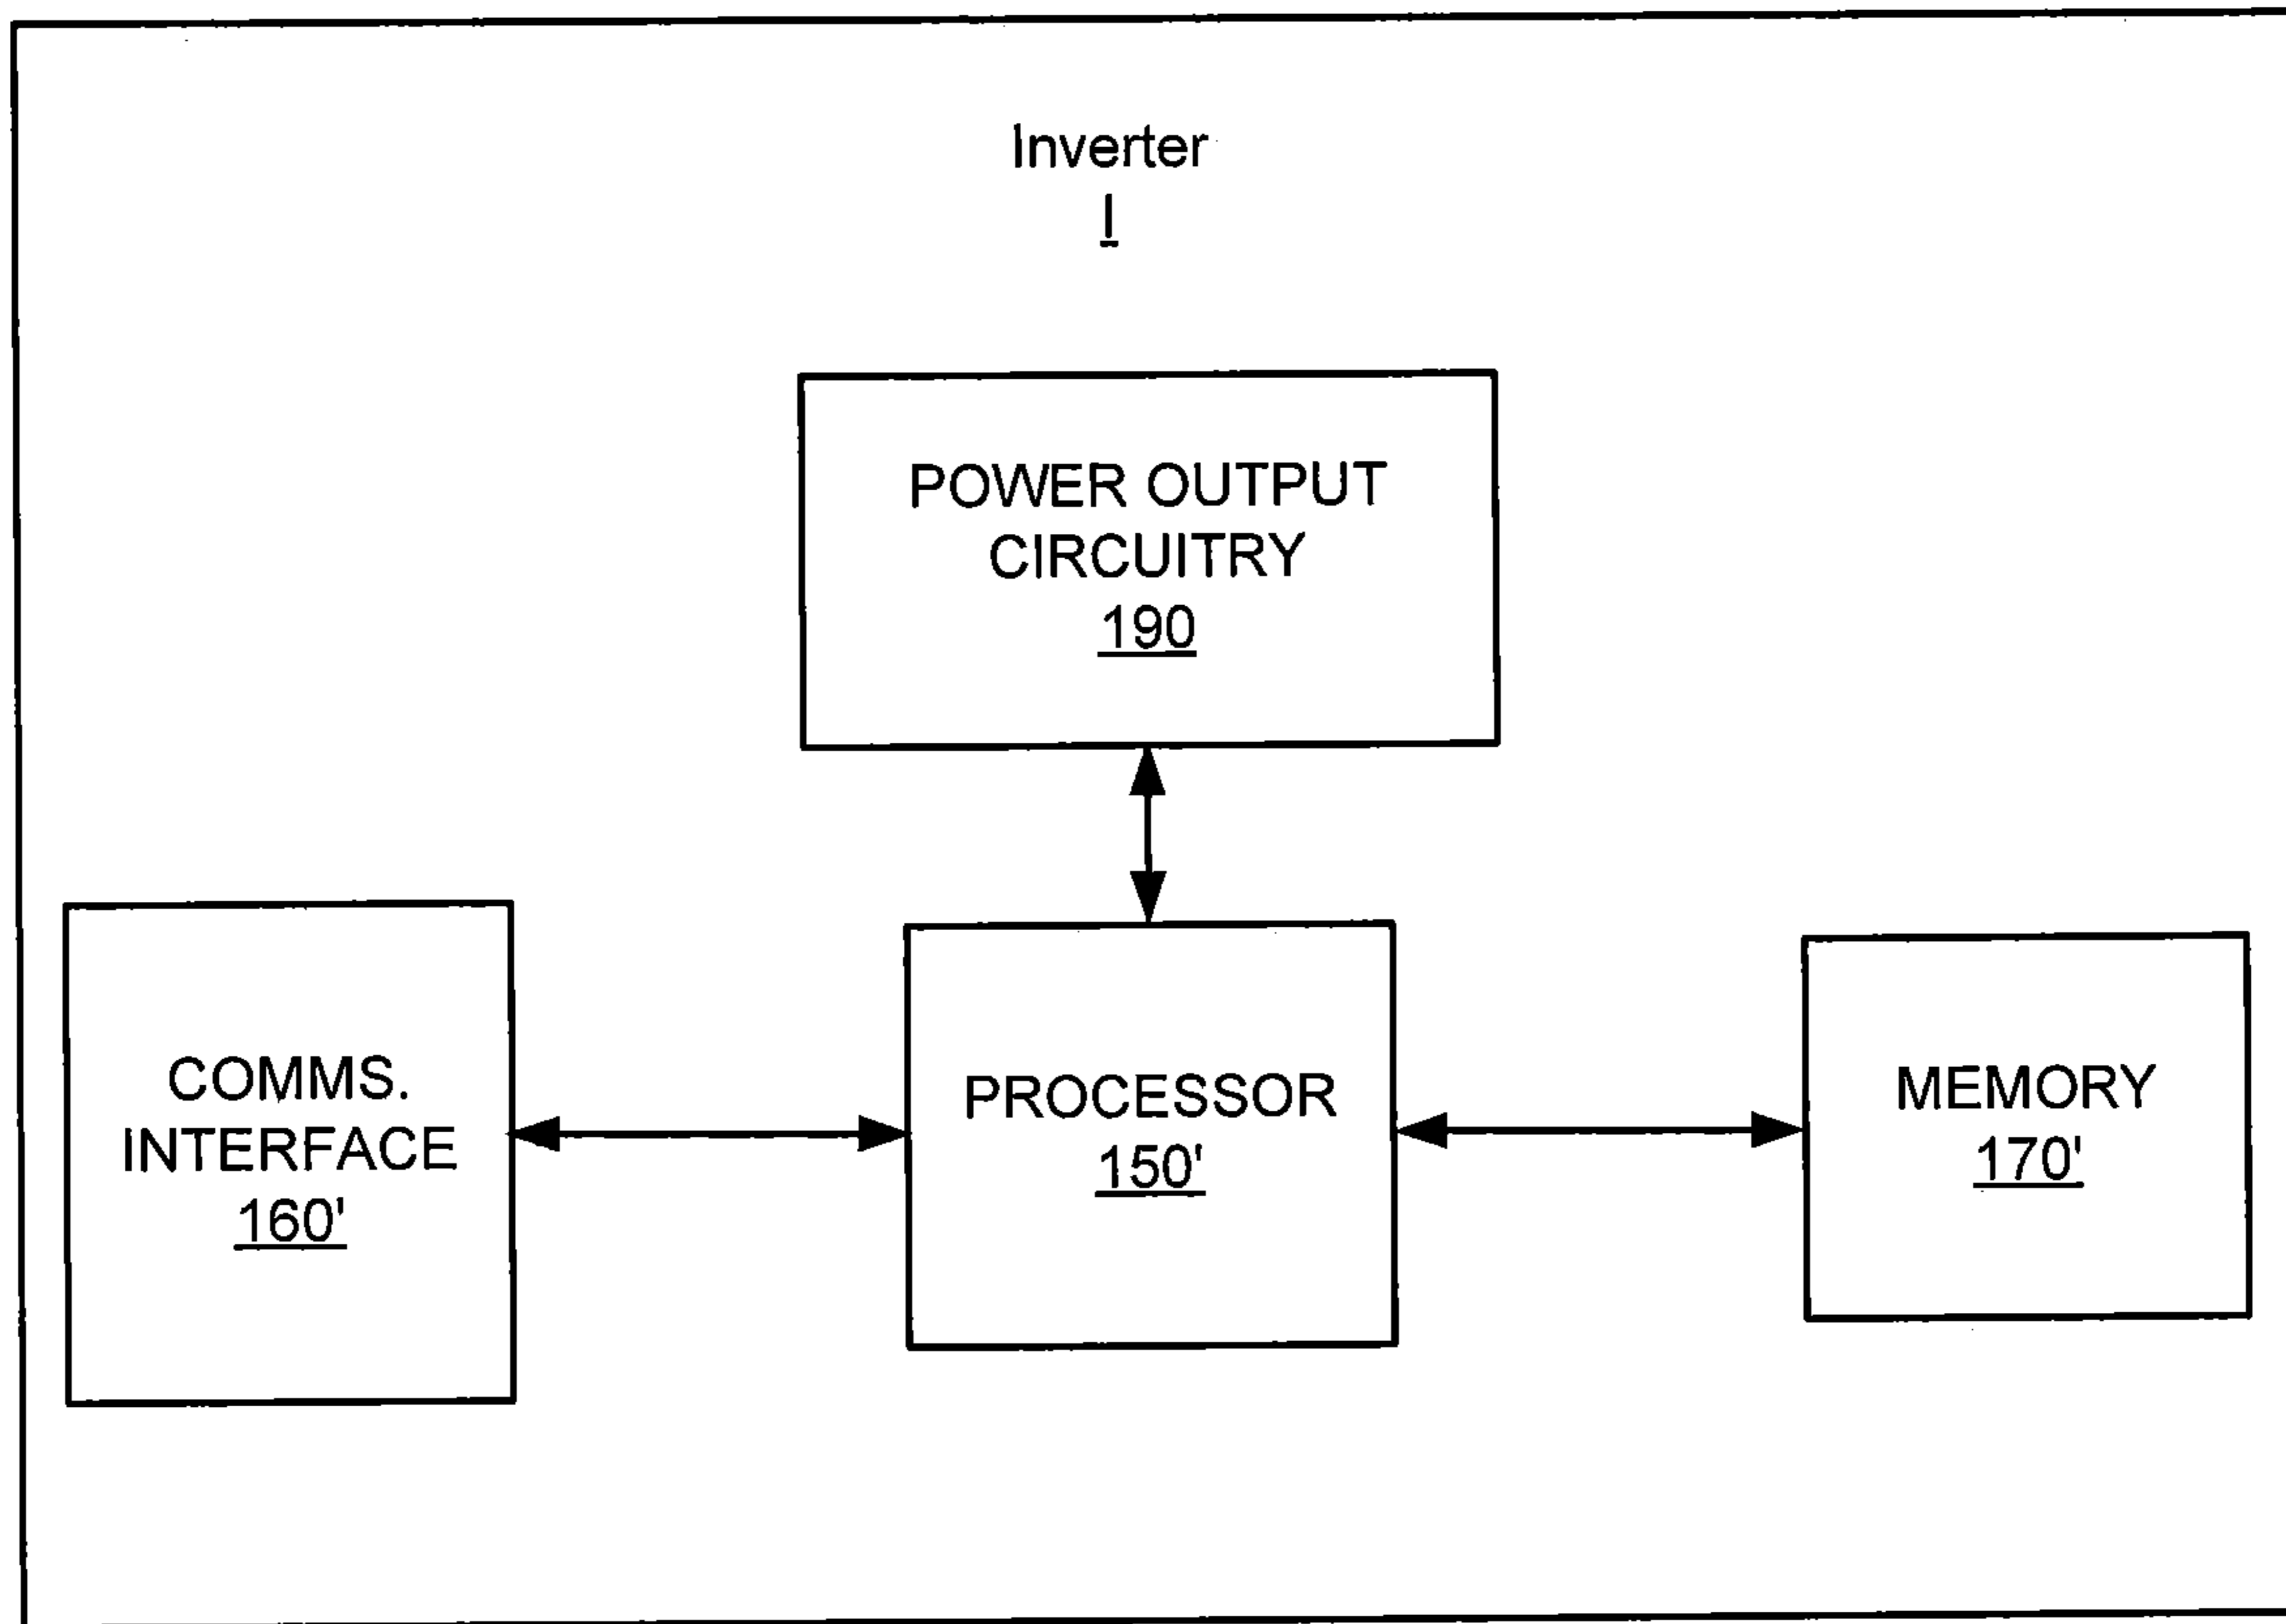 Inverter
I
POWER OUTPUT
CIRCUITRY
190
COMMS.
INTERFACE
160'
PROCESSOR
150'
MEMORY
170'